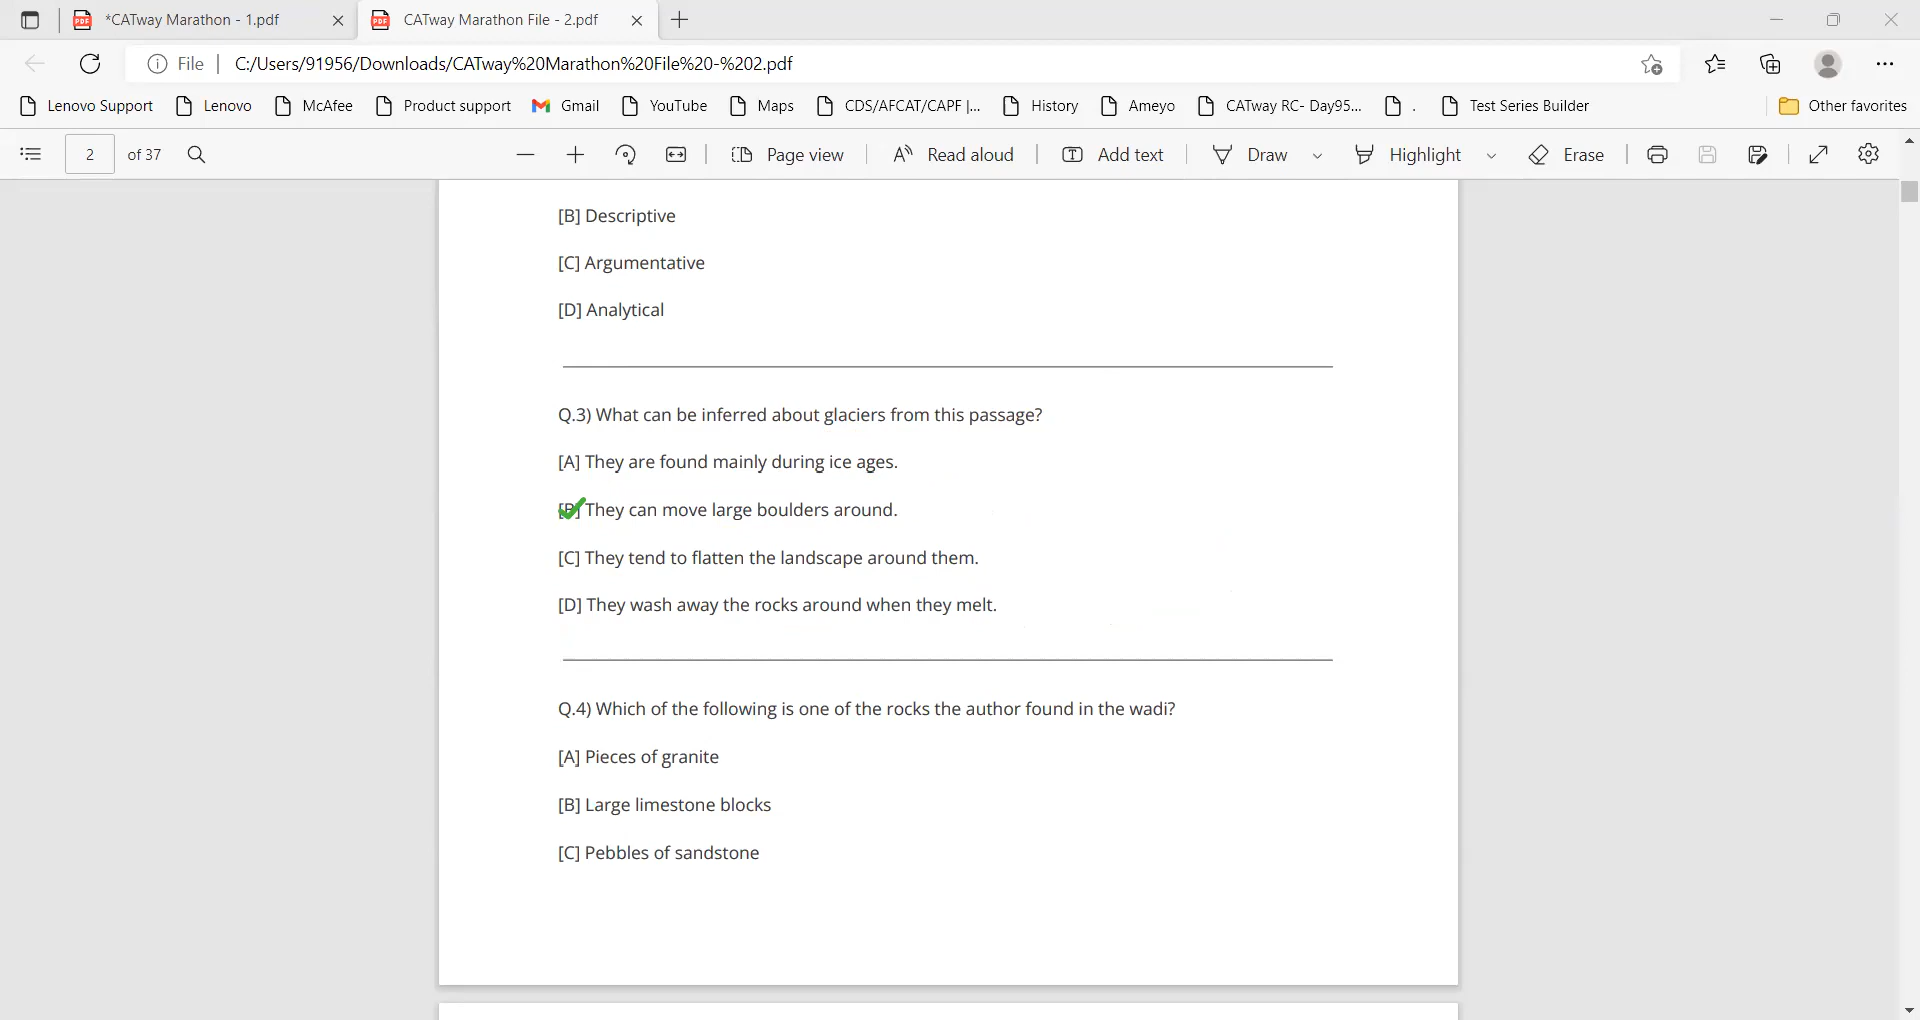 *CATway Marathon - 1.pdf
CATway Marathon File - 2.pdf
File
C:/Users/91956/Downloads/CATway%20Marathon%20File%20-%202.pdf
Lenovo Support
Lenovo
McAfee
Product support
Gmail
YouTube
Maps
CDS/AFCAT/CAPF |...
History
Ameyo
CATway RC- Day95...
.
Test Series Builder
Other favorites
2 of 37
Page view
Read aloud
Add text
Draw
Highlight
Erase
[B] Descriptive
[C] Argumentative
[D] Analytical
Q.3) What can be inferred about glaciers from this passage?
[A] They are found mainly during ice ages.
[B] They can move large boulders around.
[C] They tend to flatten the landscape around them.
[D] They wash away the rocks around when they melt.
Q.4) Which of the following is one of the rocks the author found in the wadi?
[A] Pieces of granite
[B] Large limestone blocks
[C] Pebbles of sandstone